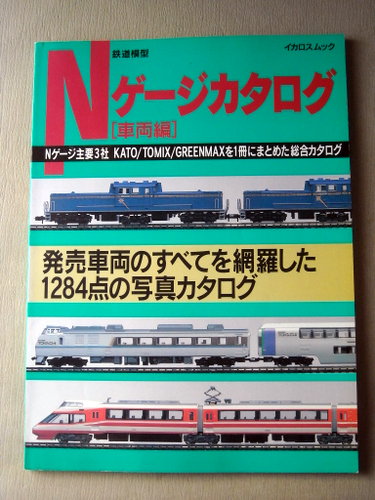 鉄道模型
イカロスムック
Nゲージカタログ
[車両編]
Nゲージ主要3社 KATO/TOMIX/GREENMAXを1冊にまとめた総合カタログ
発売車両のすべてを網羅した
1284点の写真カタログ